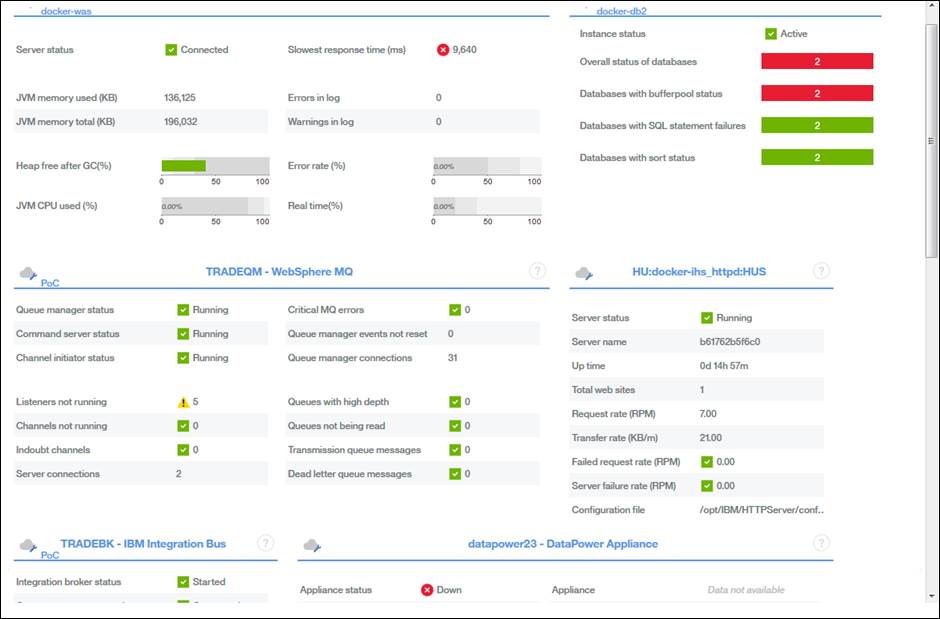 docker-was
Server status Connected Slowest response time (ms) 9,640
JVM memory used (KB) 136,125 Errors in log 0
JVM memory total (KB) 196,032 Warnings in log 0
Heap free after GC(%) 0 50 100 Error rate (%) 0.00% 0 50 100
JVM CPU used (%) 0.00% 0 50 100 Real time(%) 0.00% 0 50 100
docker-db2
Instance status Active
Overall status of databases 2
Databases with bufferpool status 2
Databases with SQL statement failures 2
Databases with sort status 2
PoC TRADEQM - WebSphere MQ ?
Queue manager status Running Critical MQ errors 0
Command server status Running Queue manager events not reset 0
Channel initiator status Running Queue manager connections 31
Listeners not running 5 Queues with high depth 0
Channels not running 0 Queues not being read 0
Indoubt channels 0 Transmission queue messages 0
Server connections 2 Dead letter queue messages 0
HU:docker-ihs_httpd:HUS ?
Server status Running
Server name b61762b5f6c0
Up time 0d 14h 57m
Total web sites 1
Request rate (RPM) 7.00
Transfer rate (KB/m) 21.00
Failed request rate (RPM) 0.00
Server failure rate (RPM) 0.00
Configuration file /opt/IBM/HTTPServer/conf..
PoC TRADEBK - IBM Integration Bus ?
Integration broker status Started
datapower23 - DataPower Appliance ?
Appliance status Down Appliance Data not available